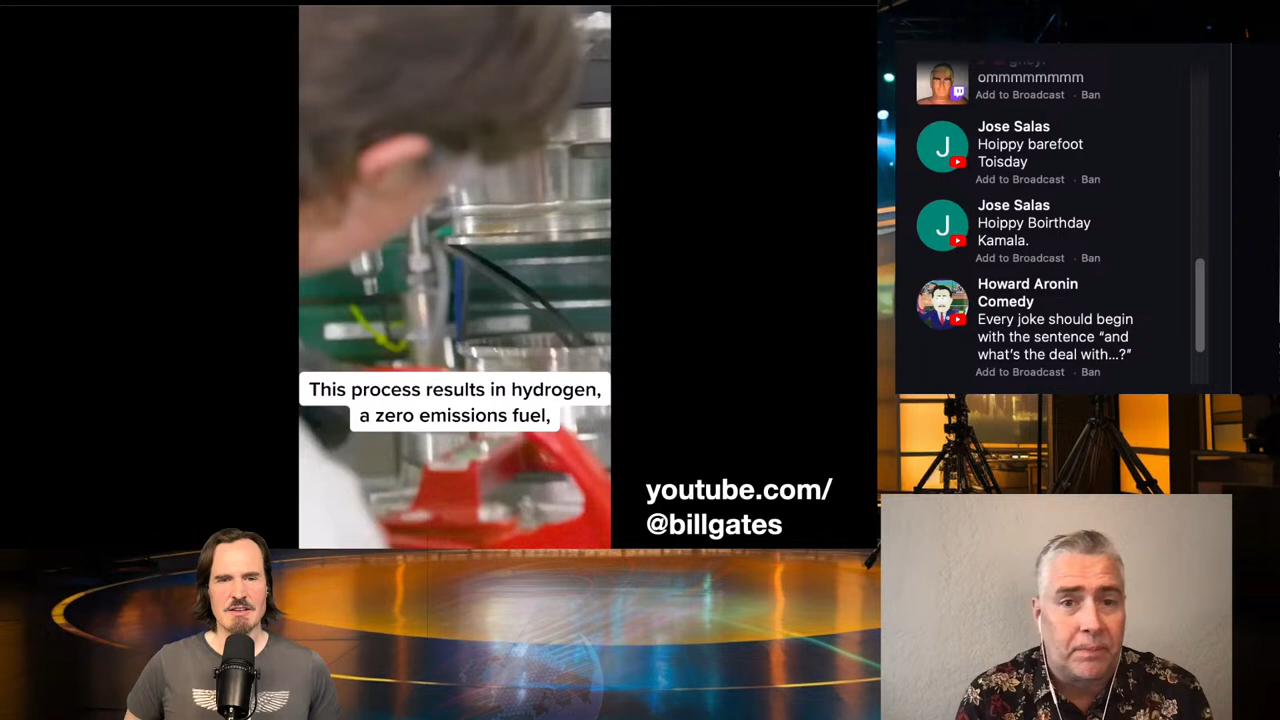 This process results in hydrogen,
a zero emissions fuel,
youtube.com/
@billgates
ommmmmmmm
Add to Broadcast · Ban
Jose Salas
Hoippy barefoot
Toisday
Add to Broadcast · Ban
Jose Salas
Hoippy Boirthday
Kamala.
Add to Broadcast · Ban
Howard Aronin
Comedy
Every joke should begin
with the sentence “and
what’s the deal with...?”
Add to Broadcast · Ban
J
J